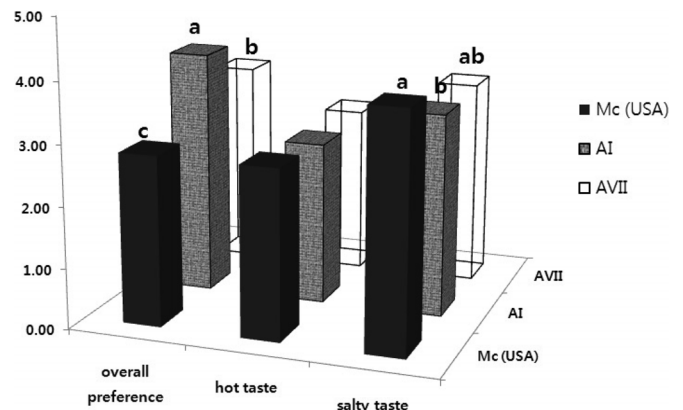 5.00
4.00
3.00
2.00
1.00
0.00
a
b
c
a
b
ab
Mc (USA)
AI
AVII
AVII
AI
Mc (USA)
overall
preference
hot taste
salty taste